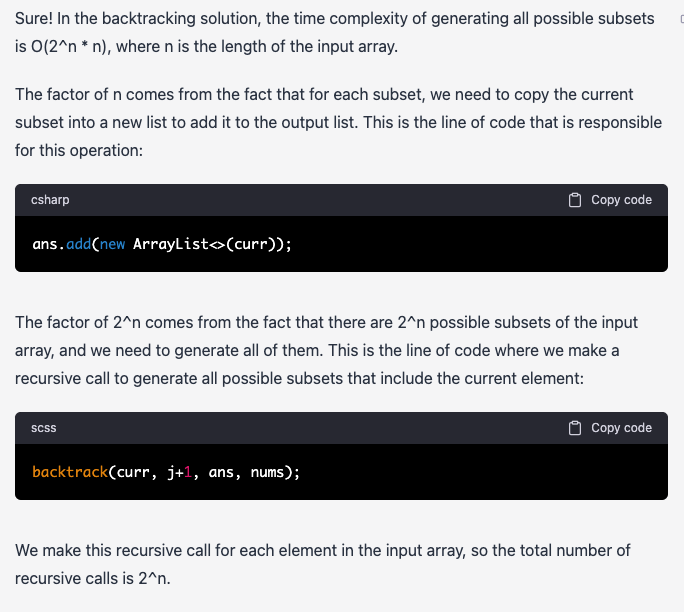 Sure! In the backtracking solution, the time complexity of generating all possible subsets
is O(2^n * n), where n is the length of the input array.
The factor of n comes from the fact that for each subset, we need to copy the current
subset into a new list to add it to the output list. This is the line of code that is responsible
for this operation:
csharp Copy code
ans.add(new ArrayList<>(curr));
The factor of 2^n comes from the fact that there are 2^n possible subsets of the input
array, and we need to generate all of them. This is the line of code where we make a
recursive call to generate all possible subsets that include the current element:
scss Copy code
backtrack(curr, j+1, ans, nums);
We make this recursive call for each element in the input array, so the total number of
recursive calls is 2^n.